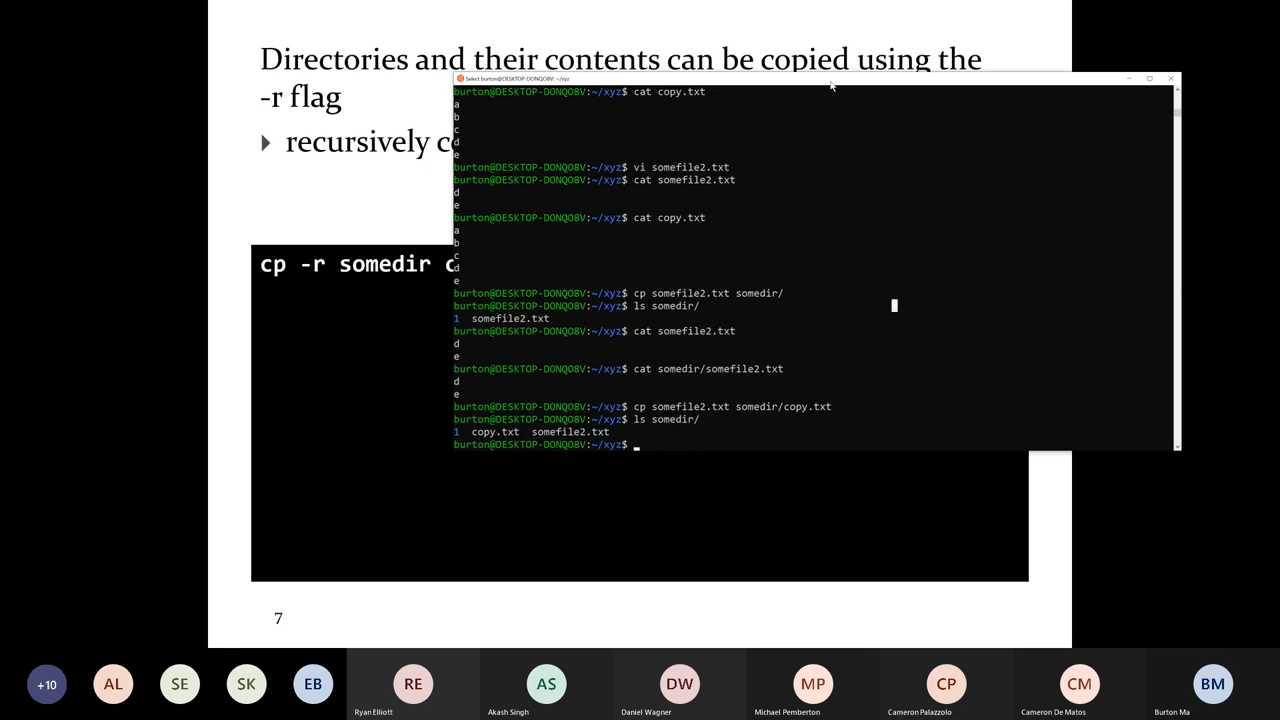 Directories and their contents can be copied using the
-r flag
recursively c
cp -r somedir c
Select burton@DESKTOP-DONQO8V: ~/xyz
burton@DESKTOP-DONQO8V:~/xyz$ cat copy.txt
a
b
c
d
e
burton@DESKTOP-DONQO8V:~/xyz$ vi somefile2.txt
burton@DESKTOP-DONQO8V:~/xyz$ cat somefile2.txt
d
e
burton@DESKTOP-DONQO8V:~/xyz$ cat copy.txt
a
b
c
d
e
burton@DESKTOP-DONQO8V:~/xyz$ cp somefile2.txt somedir/
burton@DESKTOP-DONQO8V:~/xyz$ ls somedir/
1  somefile2.txt
burton@DESKTOP-DONQO8V:~/xyz$ cat somefile2.txt
d
e
burton@DESKTOP-DONQO8V:~/xyz$ cat somedir/somefile2.txt
d
e
burton@DESKTOP-DONQO8V:~/xyz$ cp somefile2.txt somedir/copy.txt
burton@DESKTOP-DONQO8V:~/xyz$ ls somedir/
1  copy.txt  somefile2.txt
burton@DESKTOP-DONQO8V:~/xyz$
7
+10 AL SE SK EB RE AS DW MP CP CM BM
Ryan Elliott Akash Singh Daniel Wagner Michael Pemberton Cameron Palazzolo Cameron De Matos Burton Ma